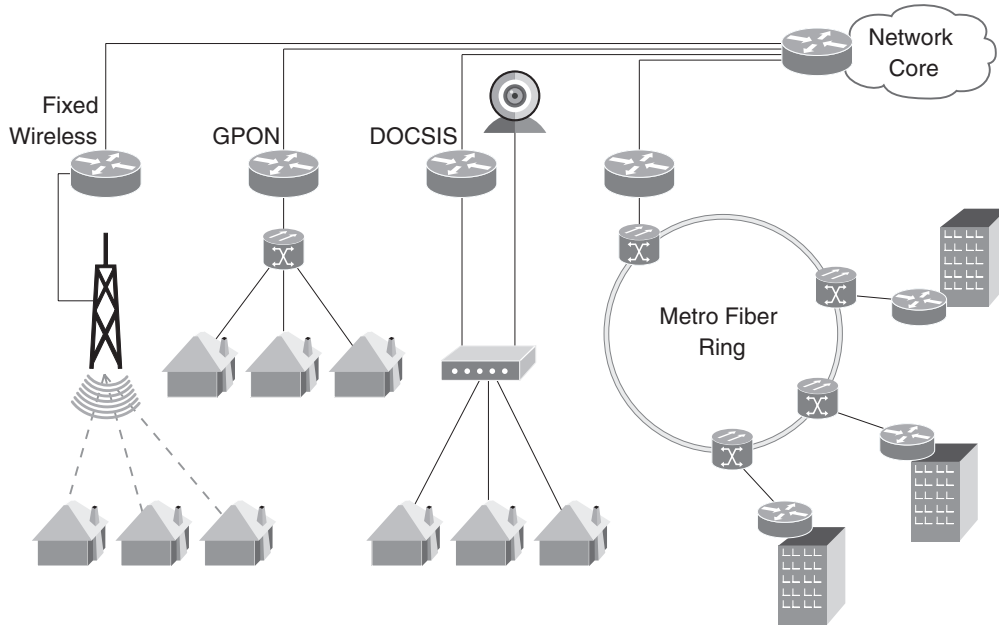 Network
Core
Fixed
Wireless
GPON
DOCSIS
Metro Fiber
Ring